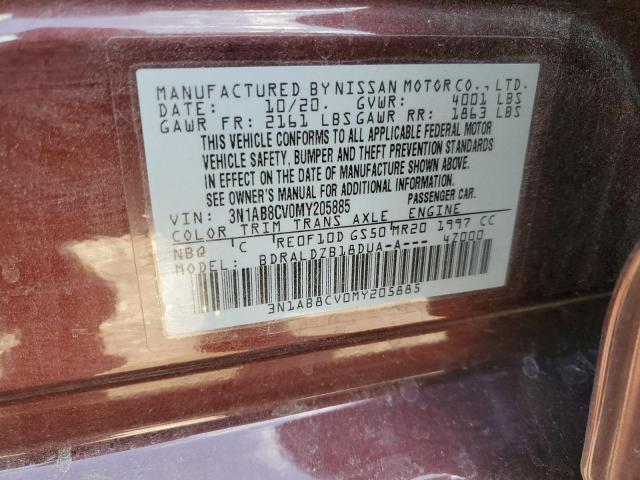 MANUFACTURED BY NISSAN MOTOR CO., LTD.
DATE: 10/20. GVWR: 4001 LBS
GAWR FR: 2161 LBS GAWR RR: 1863 LBS
THIS VEHICLE CONFORMS TO ALL APPLICABLE FEDERAL MOTOR
VEHICLE SAFETY, BUMPER AND THEFT PREVENTION STANDARDS
IN EFFECT ON THE DATE OF MANUFACTURE SHOWN ABOVE.
SEE OWNER'S MANUAL FOR ADDITIONAL INFORMATION.
VIN: 3N1AB8CV0MY205885 PASSENGER CAR.
COLOR TRIM TRANS AXLE ENGINE
NBQ 'C RE0F10D GS50 MR20 1997 CC
MODEL: BDRALDZB18DUA-A--- 4Z000
3N1AB8CV0MY205885